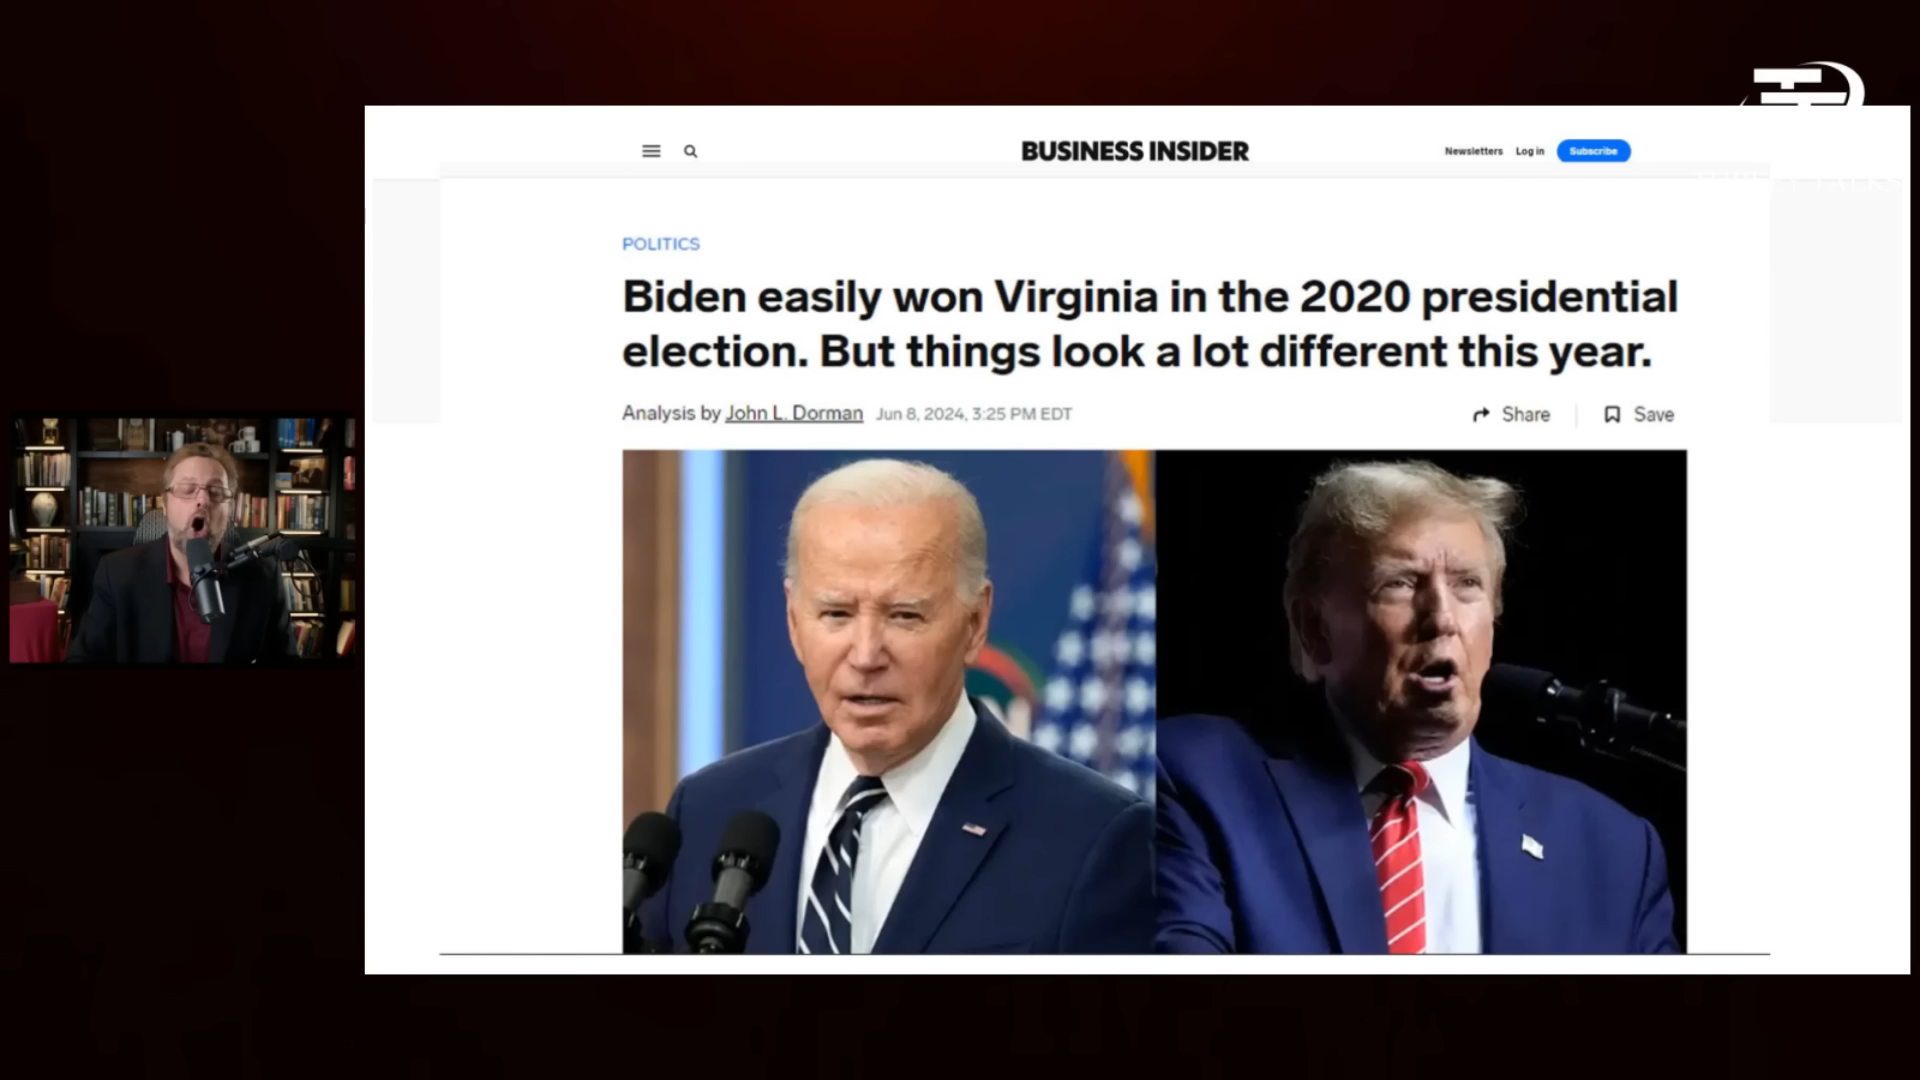 BUSINESS INSIDER
Newsletters Log in Subscribe
POLITICS
Biden easily won Virginia in the 2020 presidential
election. But things look a lot different this year.
Analysis by John L. Dorman Jun 8, 2024, 3:25 PM EDT
Share Save